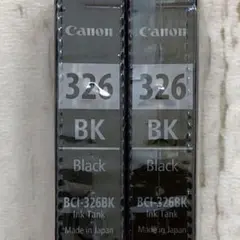 Canon
326
BK
Black
BCI-326BK
Ink Tank
Made in Japan
Canon
326
BK
Black
BCI-326BK
Ink Tank
Made in Japan